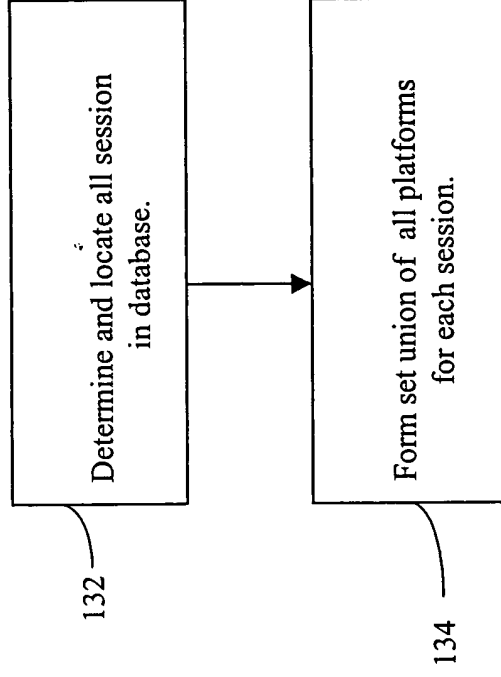 132
Determine and locate all session
in database.
134
Form set union of all platforms
for each session.